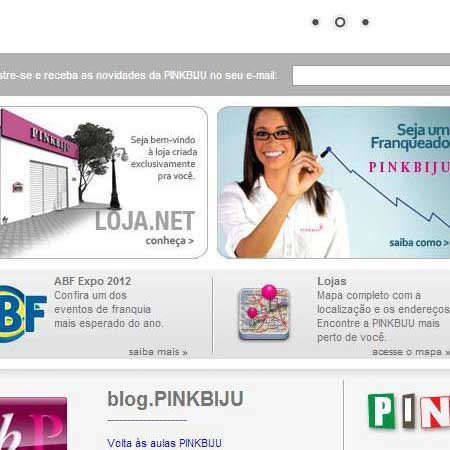 stre-se e receba as novidades da PINKBIJU no seu e-mail:
PINKBIJU
Seja bem-vindo
à loja criada
exclusivamente
pra você.
LOJA.NET
conheça >
Seja um
Franqueado
PINKBIJU
saiba como >
BF
ABF Expo 2012
Confira um dos
eventos de franquia
mais esperado do ano.
saiba mais »
Lojas
Mapa completo com a
localização e os endereços
Encontre a PINKBIJU mais
perto de você.
acesse o mapa »
blog.PINKBIJU
--------------------
Volta às aulas PINKBIJU
P
PIN